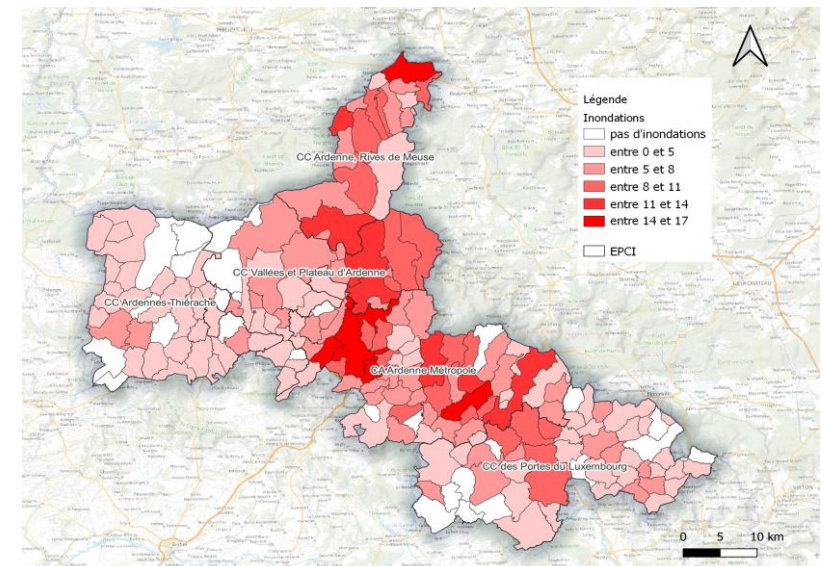 Légende
Inondations
pas d'inondations
entre 0 et 5
entre 5 et 8
entre 8 et 11
entre 11 et 14
entre 14 et 17
EPCI
CC Ardenne, Rives de Meuse
CC Vallées et Plateau d'Ardenne
CC Ardennes Thiérache
CA Ardenne Métropole
CC des Portes du Luxembourg
0 5 10 km